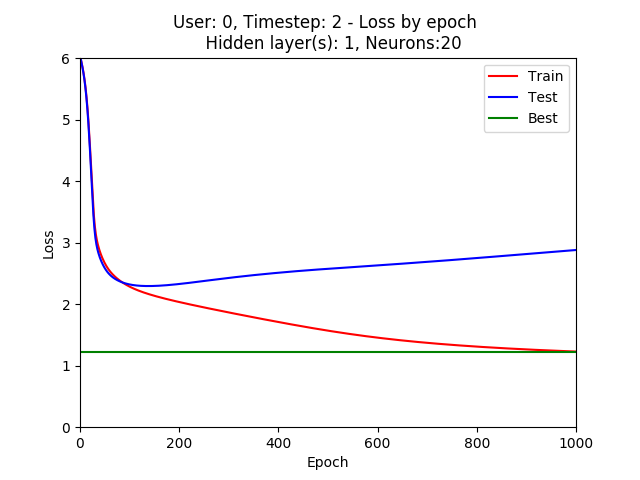 User: 0, Timestep: 2 - Loss by epoch
Hidden layer(s): 1, Neurons:20
6
5
4
3
2
1
0
Loss
Train
Test
Best
0 200 400 600 800 1000
Epoch